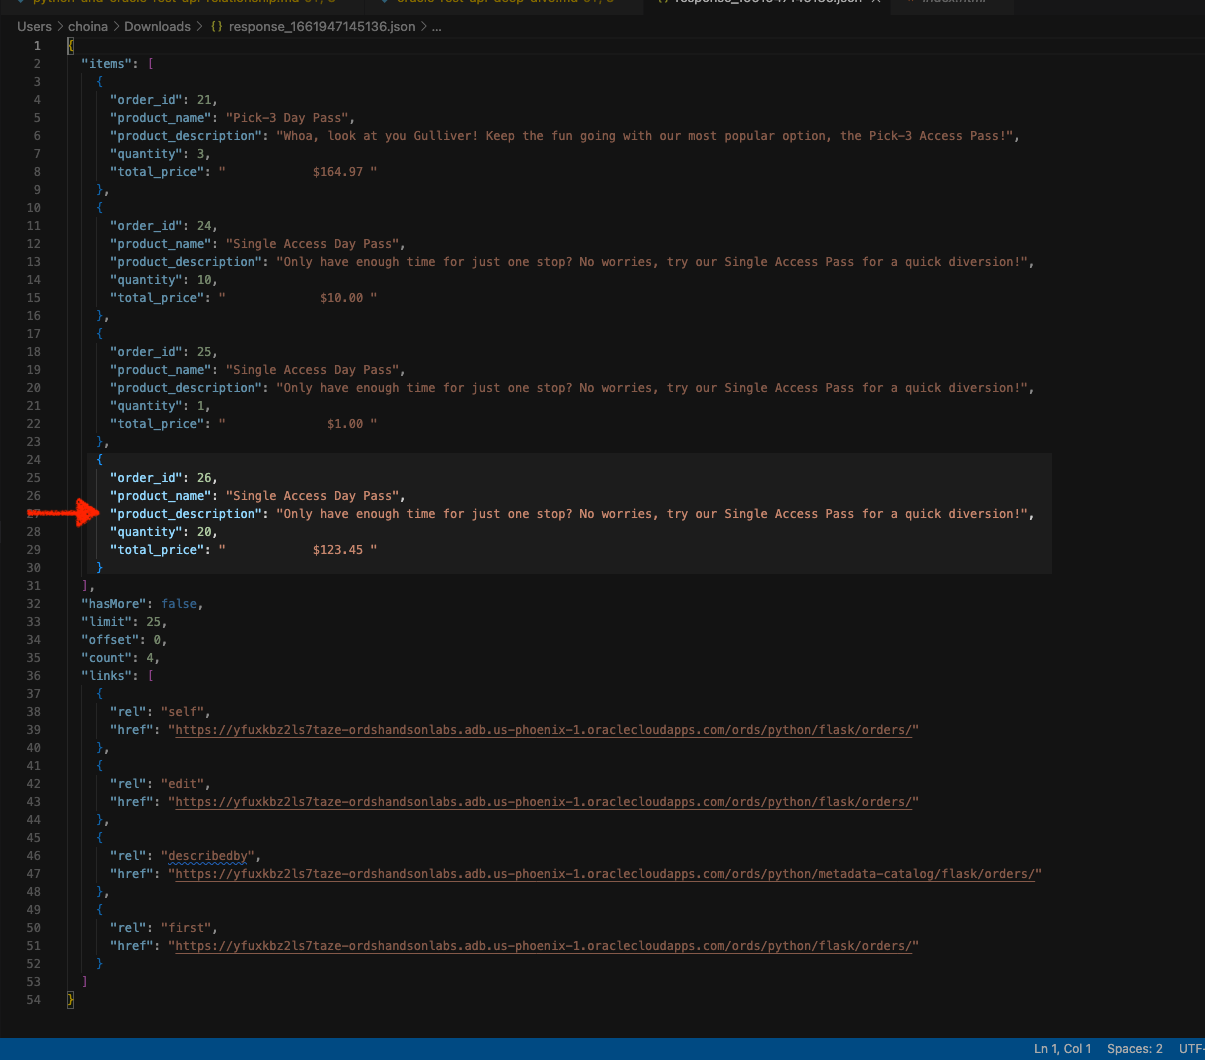 response_1661947145136.json
Users > choina > Downloads > {} response_1661947145136.json > ...
1 {
2 "items": [
3 {
4 "order_id": 21,
5 "product_name": "Pick-3 Day Pass",
6 "product_description": "Whoa, look at you Gulliver! Keep the fun going with our most popular option, the Pick-3 Access Pass!",
7 "quantity": 3,
8 "total_price": "            $164.97 "
9 },
10 {
11 "order_id": 24,
12 "product_name": "Single Access Day Pass",
13 "product_description": "Only have enough time for just one stop? No worries, try our Single Access Pass for a quick diversion!",
14 "quantity": 10,
15 "total_price": "             $10.00 "
16 },
17 {
18 "order_id": 25,
19 "product_name": "Single Access Day Pass",
20 "product_description": "Only have enough time for just one stop? No worries, try our Single Access Pass for a quick diversion!",
21 "quantity": 1,
22 "total_price": "              $1.00 "
23 },
24 {
25 "order_id": 26,
26 "product_name": "Single Access Day Pass",
27 "product_description": "Only have enough time for just one stop? No worries, try our Single Access Pass for a quick diversion!",
28 "quantity": 20,
29 "total_price": "            $123.45 "
30 }
31 ],
32 "hasMore": false,
33 "limit": 25,
34 "offset": 0,
35 "count": 4,
36 "links": [
37 {
38 "rel": "self",
39 "href": "https://yfuxkbz2ls7taze-ordshandsonlabs.adb.us-phoenix-1.oraclecloudapps.com/ords/python/flask/orders/"
40 },
41 {
42 "rel": "edit",
43 "href": "https://yfuxkbz2ls7taze-ordshandsonlabs.adb.us-phoenix-1.oraclecloudapps.com/ords/python/flask/orders/"
44 },
45 {
46 "rel": "describedby",
47 "href": "https://yfuxkbz2ls7taze-ordshandsonlabs.adb.us-phoenix-1.oraclecloudapps.com/ords/python/metadata-catalog/flask/orders/"
48 },
49 {
50 "rel": "first",
51 "href": "https://yfuxkbz2ls7taze-ordshandsonlabs.adb.us-phoenix-1.oraclecloudapps.com/ords/python/flask/orders/"
52 }
53 ]
54 }
Ln 1, Col 1 Spaces: 2 UTF-